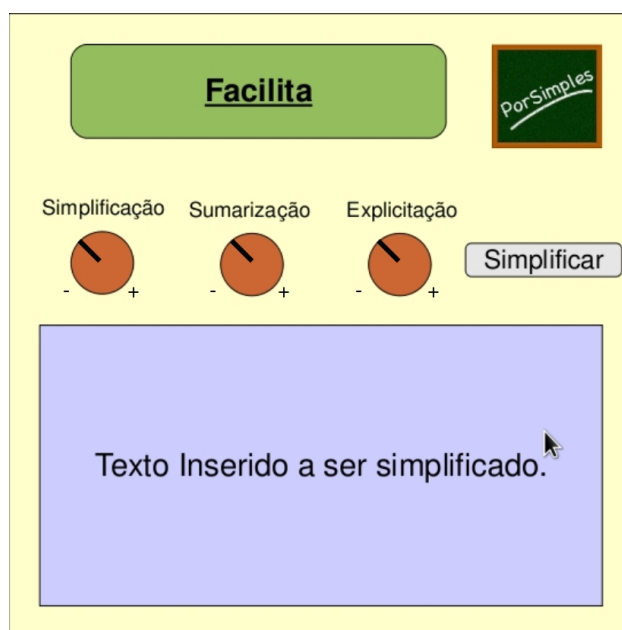 Facilita
PorSimples
Simplificação Sumarização Explicitação
Simplificar
- + - + - +
Texto Inserido a ser simplificado.